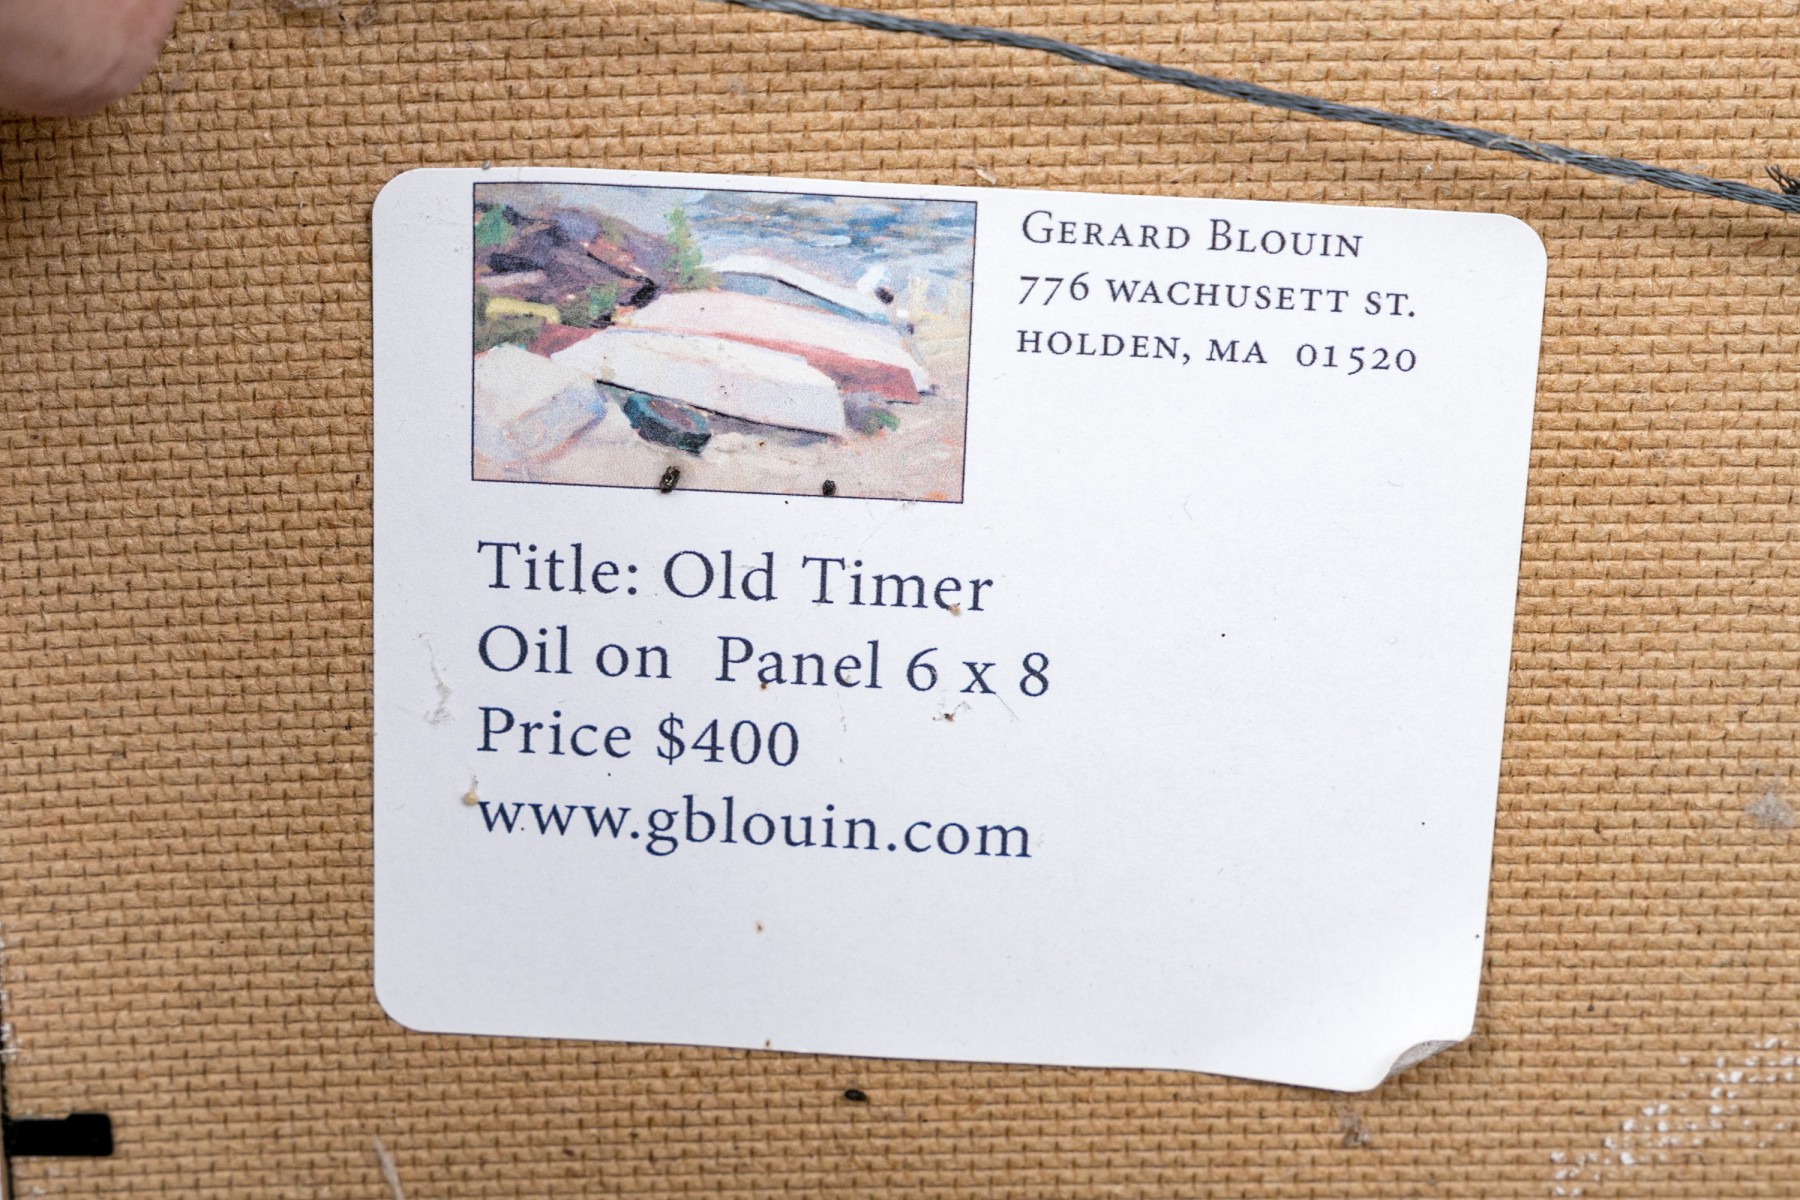 Gerard Blouin
776 Wachusett St.
Holden, MA 01520
Title: Old Timer
Oil on Panel 6 x 8
Price $400
www.gblouin.com